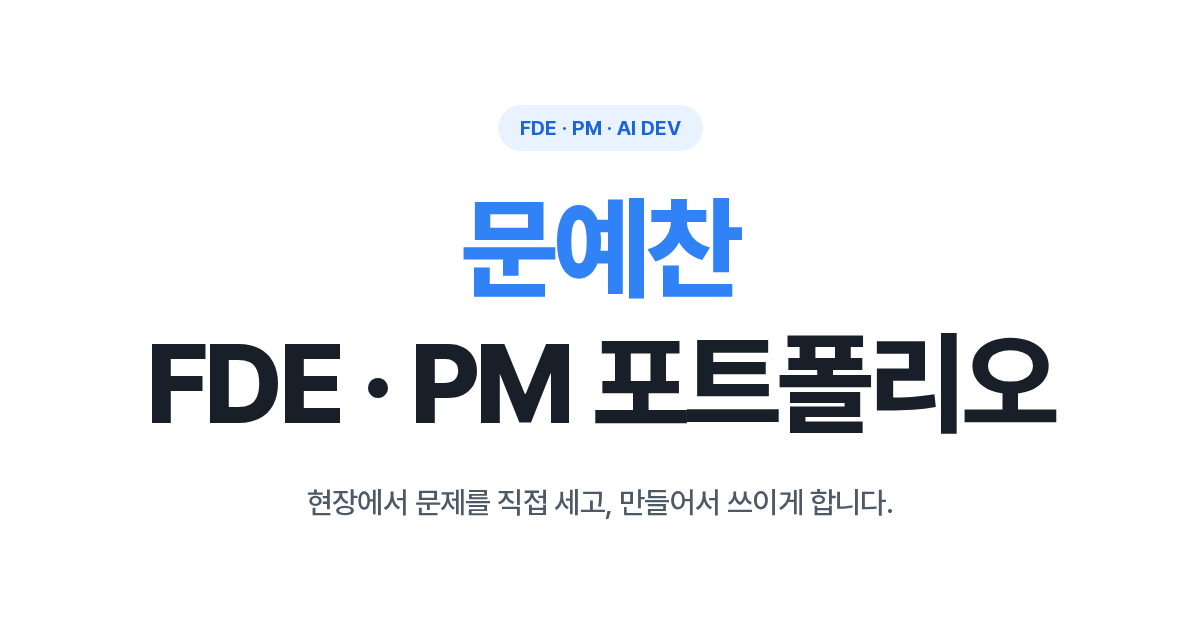 FDE · PM · AI DEV
문예찬
FDE · PM 포트폴리오
현장에서 문제를 직접 세고, 만들어서 쓰이게 합니다.